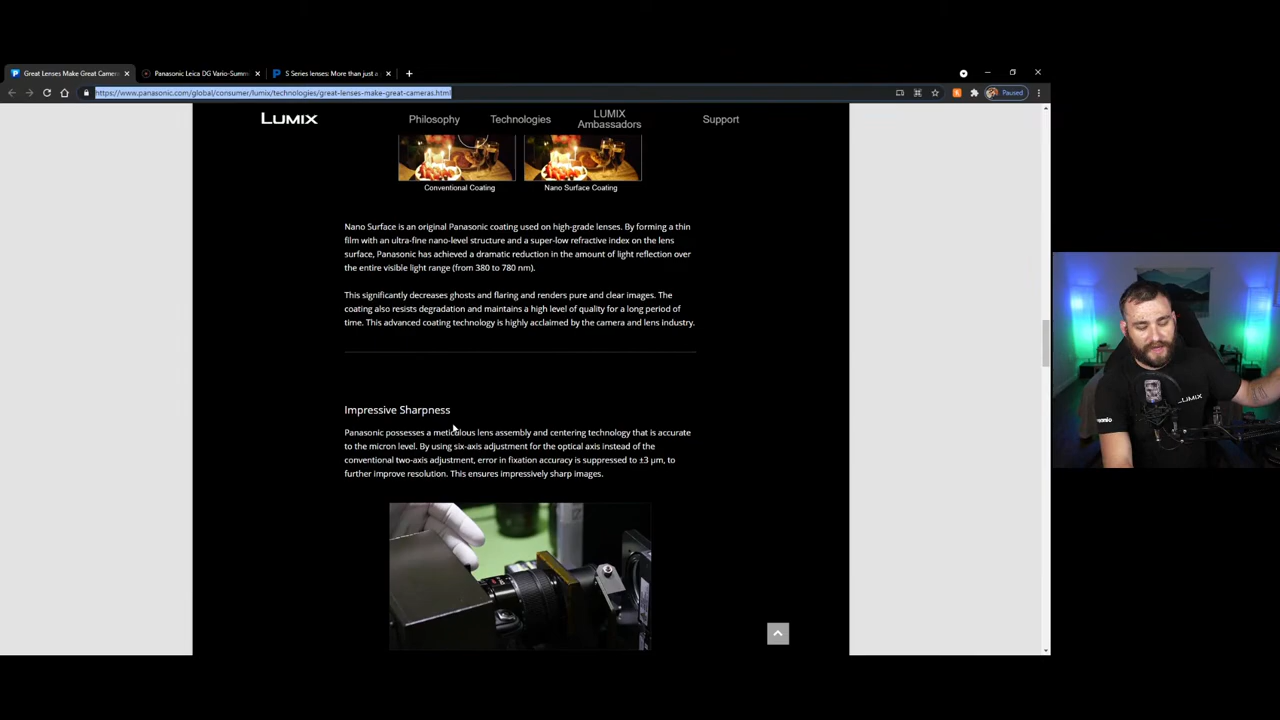 Great Lenses Make Great Camer
Panasonic Leica DG Vario-Summ
S Series lenses: More than just a
https://www.panasonic.com/global/consumer/lumix/technologies/great-lenses-make-great-cameras.html
Paused
LUMIX
Philosophy
Technologies
LUMIX
Ambassadors
Support
Conventional Coating
Nano Surface Coating
Nano Surface is an original Panasonic coating used on high-grade lenses. By forming a thin
film with an ultra-fine nano-level structure and a super-low refractive index on the lens
surface, Panasonic has achieved a dramatic reduction in the amount of light reflection over
the entire visible light range (from 380 to 780 nm).
This significantly decreases ghosts and flaring and renders pure and clear images. The
coating also resists degradation and maintains a high level of quality for a long period of
time. This advanced coating technology is highly acclaimed by the camera and lens industry.
Impressive Sharpness
Panasonic possesses a meticulous lens assembly and centering technology that is accurate
to the micron level. By using six-axis adjustment for the optical axis instead of the
conventional two-axis adjustment, error in fixation accuracy is suppressed to ±3 μm, to
further improve resolution. This ensures impressively sharp images.
LUMIX